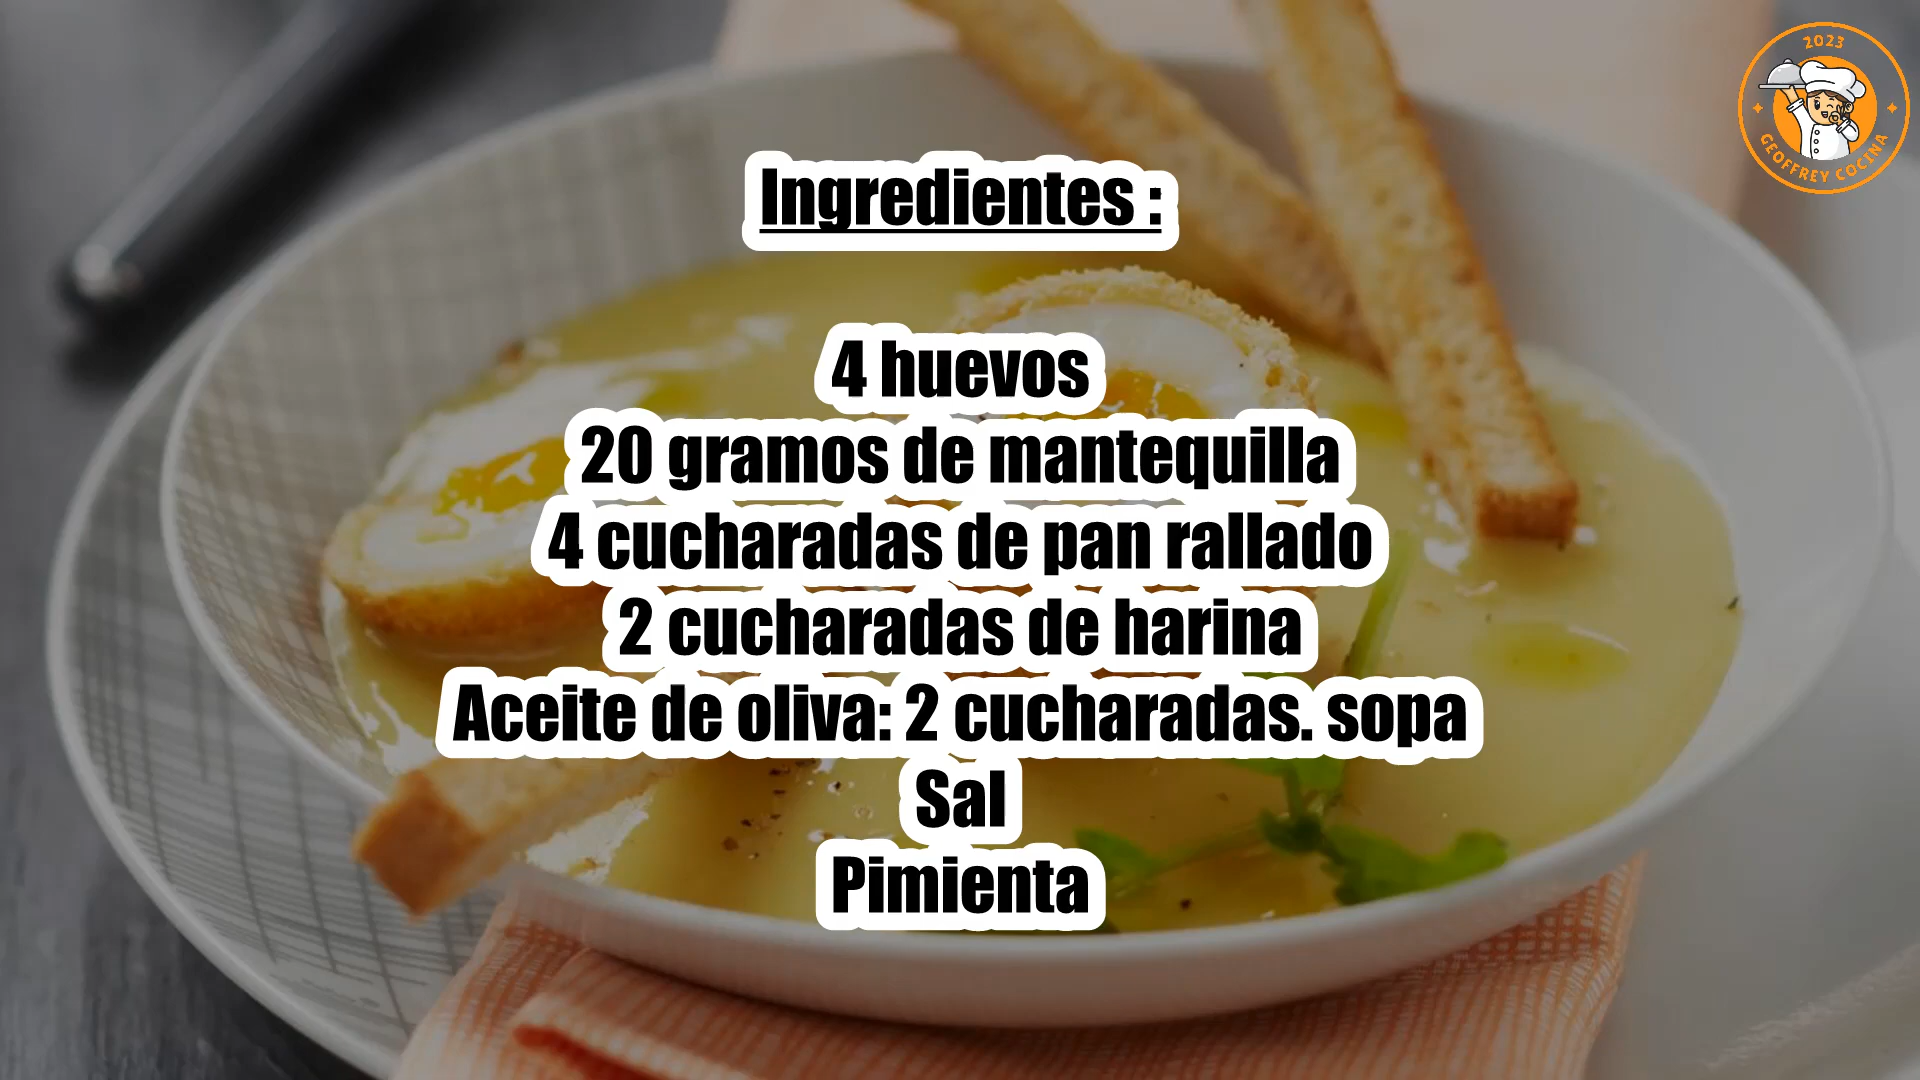 2023
GEOFFREY COCINA
Ingredientes :
4 huevos
20 gramos de mantequilla
4 cucharadas de pan rallado
2 cucharadas de harina
Aceite de oliva: 2 cucharadas. sopa
Sal
Pimienta